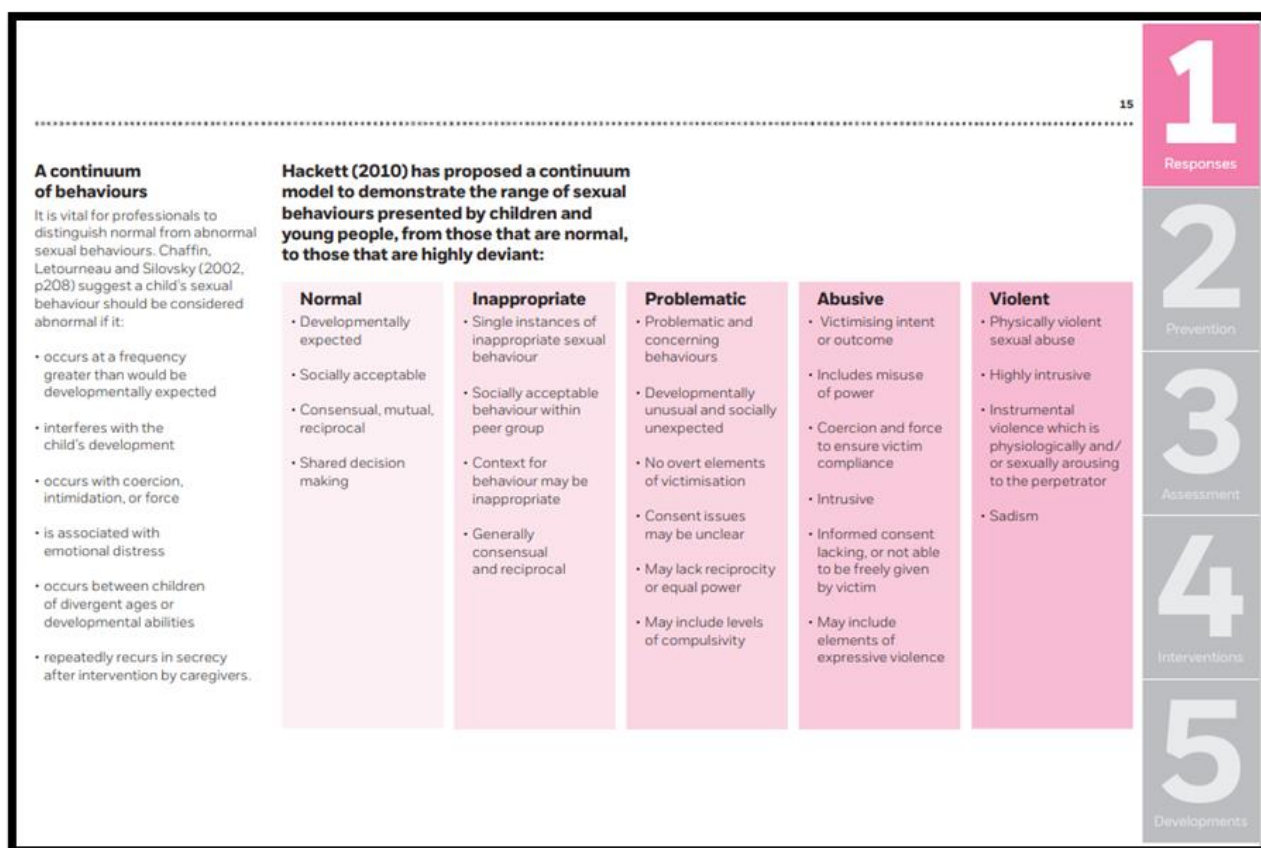 15
A continuum
of behaviours
It is vital for professionals to
distinguish normal from abnormal
sexual behaviours. Chaffin,
Letourneau and Silovsky (2002,
p208) suggest a child's sexual
behaviour should be considered
abnormal if it:
• occurs at a frequency
greater than would be
developmentally expected
• interferes with the
child's development
• occurs with coercion,
intimidation, or force
• is associated with
emotional distress
• occurs between children
of divergent ages or
developmental abilities
• repeatedly recurs in secrecy
after intervention by caregivers.
Hackett (2010) has proposed a continuum
model to demonstrate the range of sexual
behaviours presented by children and
young people, from those that are normal,
to those that are highly deviant:
Normal
• Developmentally
expected
• Socially acceptable
• Consensual, mutual,
reciprocal
• Shared decision
making
Inappropriate
• Single instances of
inappropriate sexual
behaviour
• Socially acceptable
behaviour within
peer group
• Context for
behaviour may be
inappropriate
• Generally
consensual
and reciprocal
Problematic
• Problematic and
concerning
behaviours
• Developmentally
unusual and socially
unexpected
• No overt elements
of victimisation
• Consent issues
may be unclear
• May lack reciprocity
or equal power
• May include levels
of compulsivity
Abusive
• Victimising intent
or outcome
• Includes misuse
of power
• Coercion and force
to ensure victim
compliance
• Intrusive
• Informed consent
lacking, or not able
to be freely given
by victim
• May include
elements of
expressive violence
Violent
• Physically violent
sexual abuse
• Highly intrusive
• Instrumental
violence which is
physiologically and/
or sexually arousing
to the perpetrator
• Sadism
1
Responses
2
Prevention
3
Assessment
4
Interventions
5
Developments